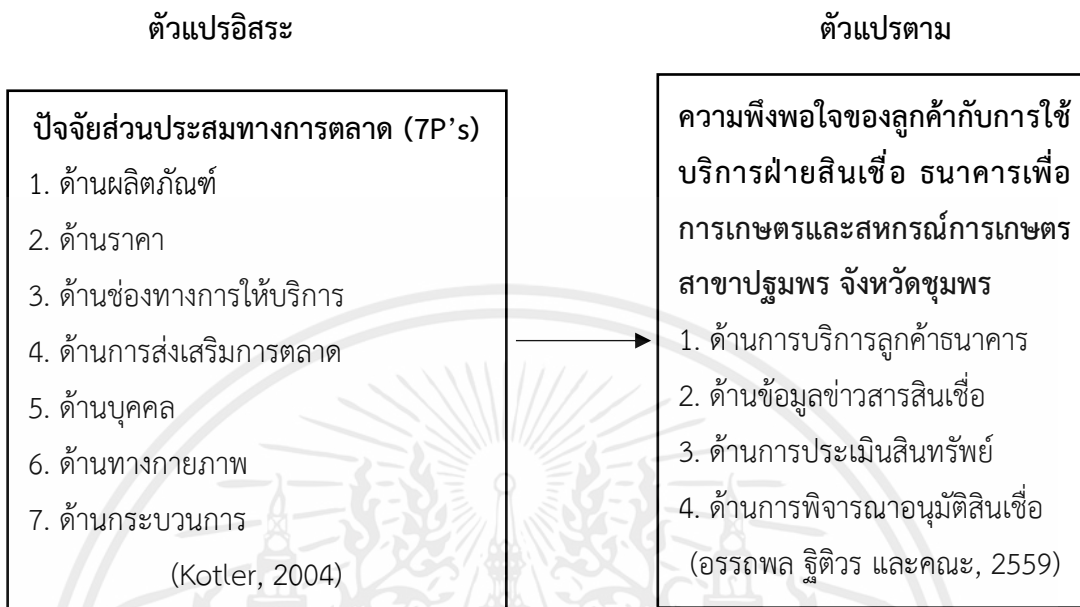 ตัวแปรอิสระ
ปัจจัยส่วนประสมทางการตลาด (7P’s)
1. ด้านผลิตภัณฑ์
2. ด้านราคา
3. ด้านช่องทางการให้บริการ
4. ด้านการส่งเสริมการตลาด
5. ด้านบุคคล
6. ด้านทางกายภาพ
7. ด้านกระบวนการ
(Kotler, 2004)
ตัวแปรตาม
ความพึงพอใจของลูกค้ากับการใช้
บริการฝ่ายสินเชื่อ ธนาคารเพื่อ
การเกษตรและสหกรณ์การเกษตร
สาขาปฐมพร จังหวัดชุมพร
1. ด้านการบริการลูกค้าธนาคาร
2. ด้านข้อมูลข่าวสารสินเชื่อ
3. ด้านการประเมินสินทรัพย์
4. ด้านการพิจารณาอนุมัติสินเชื่อ
(อรรถพล ฐิติวร และคณะ, 2559)